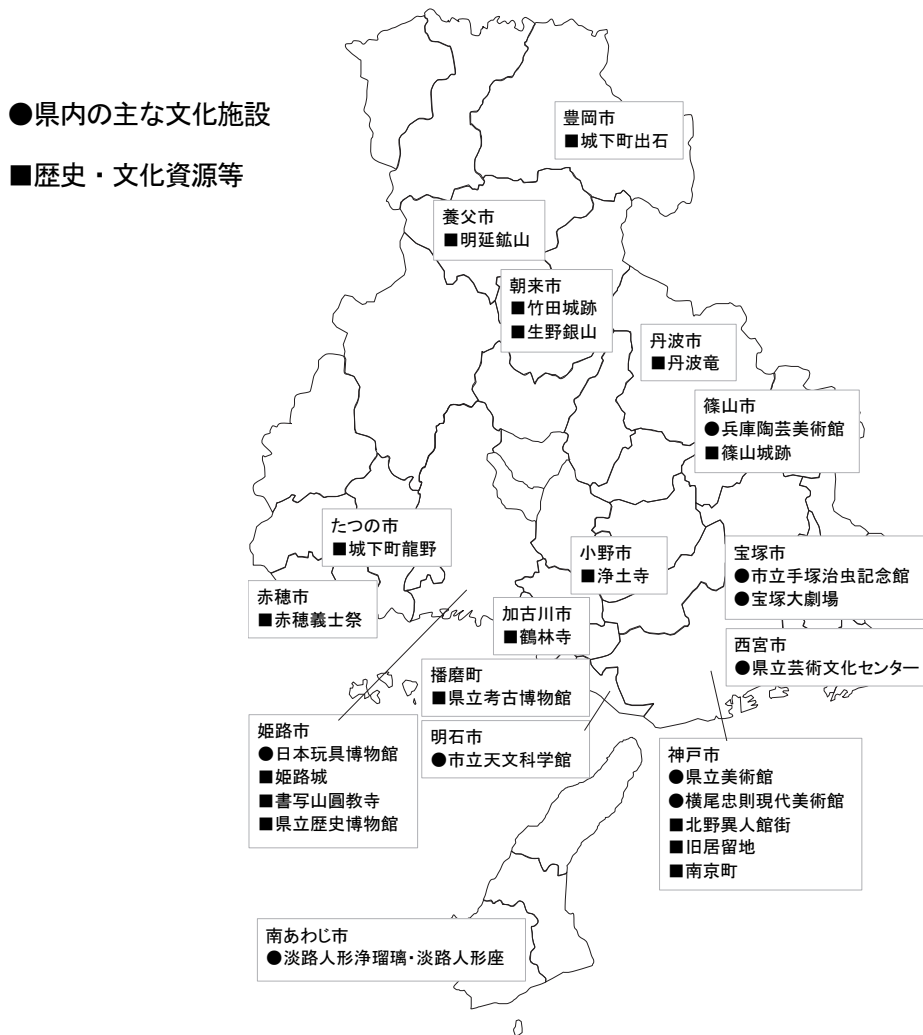 ●県内の主な文化施設
■歴史・文化資源等
豊岡市
■城下町出石
養父市
■明延鉱山
朝来市
■竹田城跡
■生野銀山
丹波市
■丹波竜
篠山市
●兵庫陶芸美術館
■篠山城跡
たつの市
■城下町龍野
小野市
■浄土寺
宝塚市
●市立手塚治虫記念館
●宝塚大劇場
赤穂市
■赤穂義士祭
加古川市
■鶴林寺
西宮市
●県立芸術文化センター
播磨町
■県立考古博物館
明石市
●市立天文科学館
姫路市
●日本玩具博物館
■姫路城
■書写山圓教寺
■県立歴史博物館
神戸市
●県立美術館
●横尾忠則現代美術館
■北野異人館街
■旧居留地
■南京町
南あわじ市
●淡路人形浄瑠璃・淡路人形座